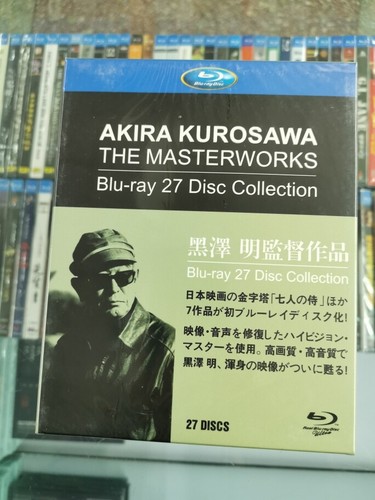 Blu-ray Disc
AKIRA KUROSAWA
THE MASTERWORKS
Blu-ray 27 Disc Collection
黒澤 明監督作品
Blu-ray 27 Disc Collection
日本映画の金字塔「七人の侍」ほか
7作品が初ブルーレイディスク化!
映像・音声を修復したハイビジョン・
マスターを使用。高画質・高音質で
黒澤 明、渾身の映像がついに甦る!
27 DISCS